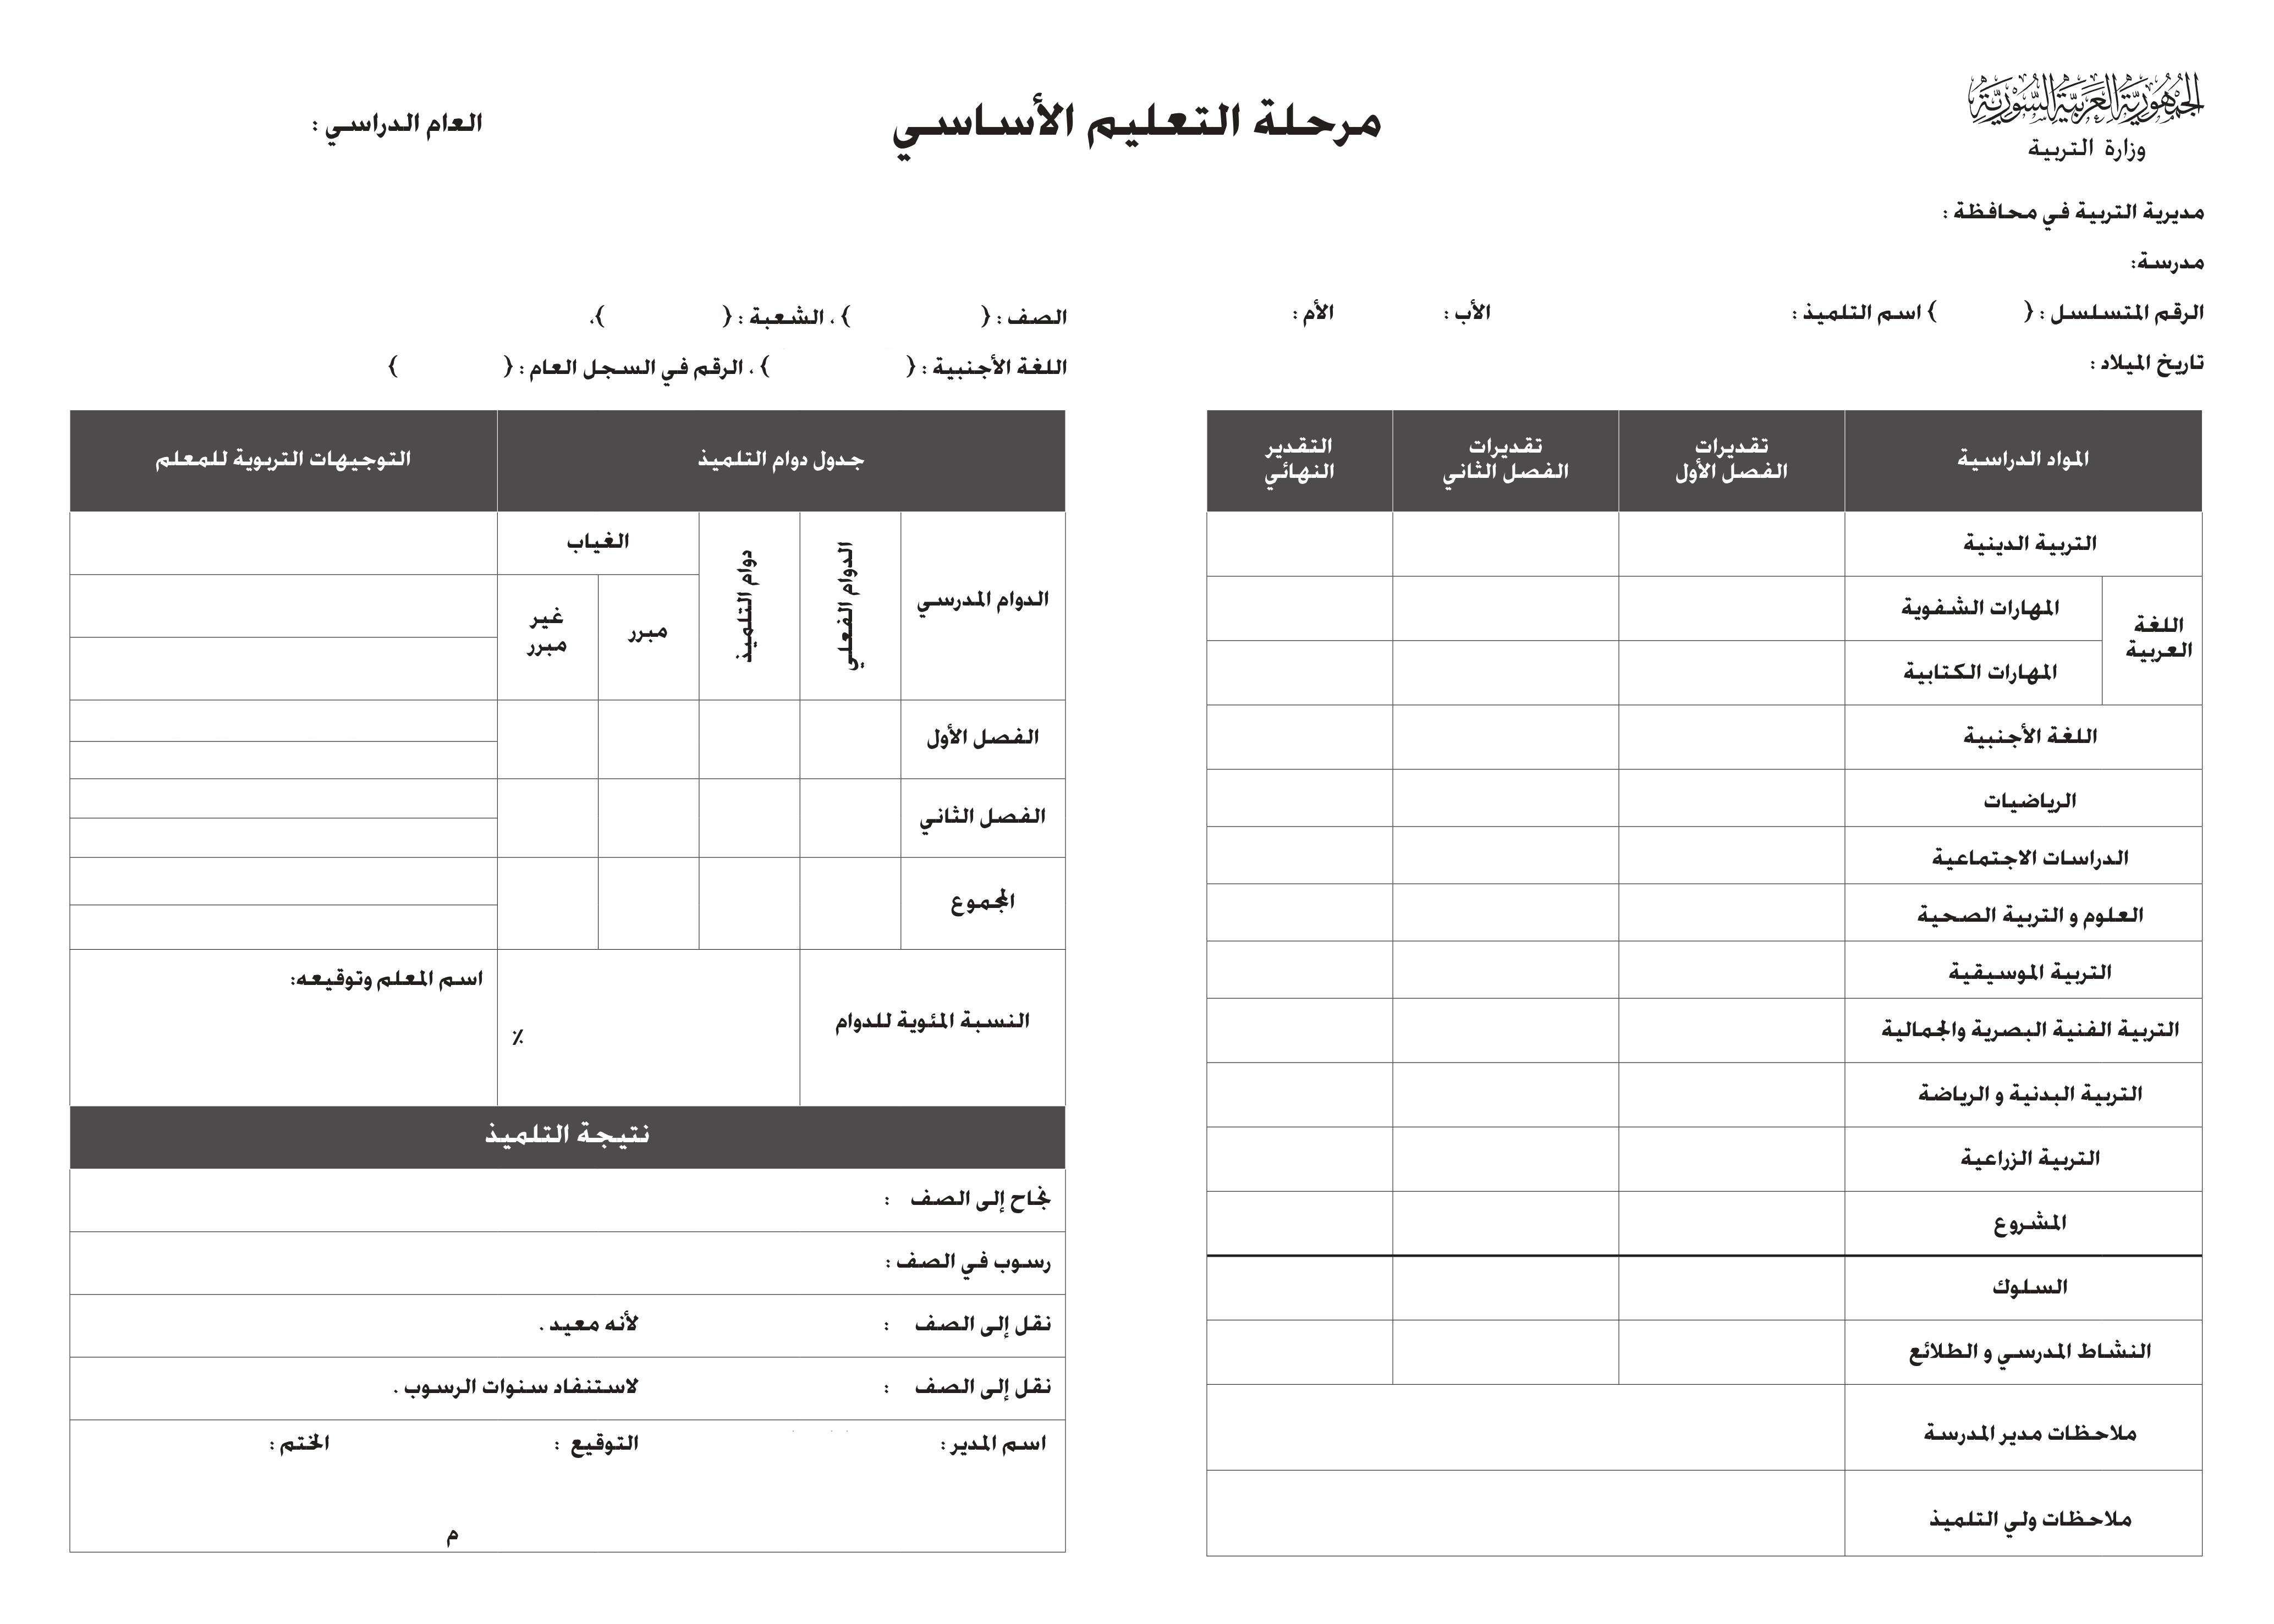 الجمهورية العربية السورية
وزارة التربية
مرحلة التعليم الأساسي
العام الدراسي :
مديرية التربية في محافظة :
مدرسة:
الرقم المتسلسل : ( ) اسم التلميذ : الأب : الأم :
تاريخ الميلاد :
الصف : ( ) ، الشعبة : ( )،
اللغة الأجنبية : ( ) ، الرقم في السجل العام : ( )
المواد الدراسية
تقديرات
الفصل الأول
تقديرات
الفصل الثاني
التقدير
النهائي
التربية الدينية
اللغة
العربية
المهارات الشفوية
المهارات الكتابية
اللغة الأجنبية
الرياضيات
الدراسات الاجتماعية
العلوم و التربية الصحية
التربية الموسيقية
التربية الفنية البصرية والجمالية
التربية البدنية و الرياضة
التربية الزراعية
المشروع
السلوك
النشاط المدرسي و الطلائع
ملاحظات مدير المدرسة
ملاحظات ولي التلميذ
جدول دوام التلميذ
التوجيهات التربوية للمعلم
الدوام المدرسي
الدوام الفعلي
دوام التلميذ
الغياب
مبرر
غير
مبرر
الفصل الأول
الفصل الثاني
المجموع
النسبة المئوية للدوام
٪
اسم المعلم وتوقيعه:
نتيجة التلميذ
نجاح إلى الصف :
رسوب في الصف :
نقل إلى الصف : لأنه معيد .
نقل إلى الصف : لاستنفاد سنوات الرسوب .
اسم المدير : التوقيع : الختم :
م